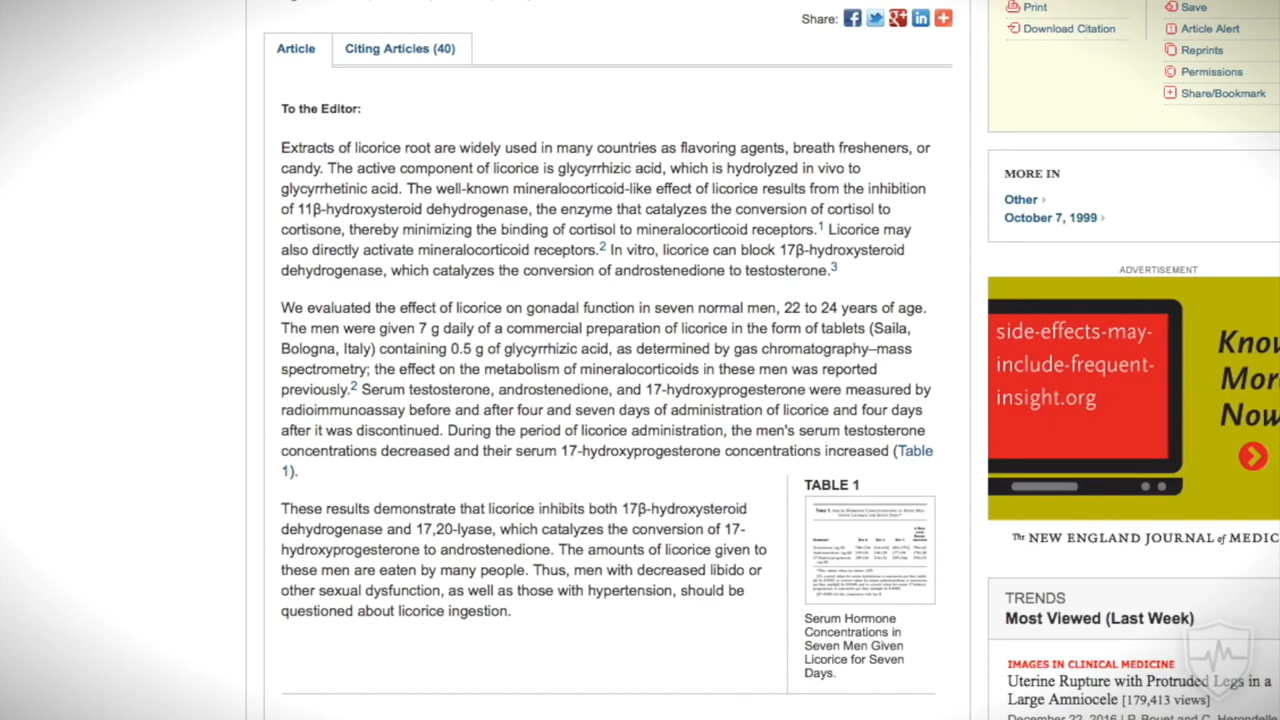 Share:
Print
Download Citation
Save
Article Alert
Reprints
Permissions
Share/Bookmark
Article
Citing Articles (40)
To the Editor:
Extracts of licorice root are widely used in many countries as flavoring agents, breath fresheners, or
candy. The active component of licorice is glycyrrhizic acid, which is hydrolyzed in vivo to
glycyrrhetinic acid. The well-known mineralocorticoid-like effect of licorice results from the inhibition
of 11β-hydroxysteroid dehydrogenase, the enzyme that catalyzes the conversion of cortisol to
cortisone, thereby minimizing the binding of cortisol to mineralocorticoid receptors.1 Licorice may
also directly activate mineralocorticoid receptors.2 In vitro, licorice can block 17β-hydroxysteroid
dehydrogenase, which catalyzes the conversion of androstenedione to testosterone.3
We evaluated the effect of licorice on gonadal function in seven normal men, 22 to 24 years of age.
The men were given 7 g daily of a commercial preparation of licorice in the form of tablets (Saila,
Bologna, Italy) containing 0.5 g of glycyrrhizic acid, as determined by gas chromatography–mass
spectrometry; the effect on the metabolism of mineralocorticoids in these men was reported
previously.2 Serum testosterone, androstenedione, and 17-hydroxyprogesterone were measured by
radioimmunoassay before and after four and seven days of administration of licorice and four days
after it was discontinued. During the period of licorice administration, the men's serum testosterone
concentrations decreased and their serum 17-hydroxyprogesterone concentrations increased (Table
1).
These results demonstrate that licorice inhibits both 17β-hydroxysteroid
dehydrogenase and 17,20-lyase, which catalyzes the conversion of 17-
hydroxyprogesterone to androstenedione. The amounts of licorice given to
these men are eaten by many people. Thus, men with decreased libido or
other sexual dysfunction, as well as those with hypertension, should be
questioned about licorice ingestion.
TABLE 1
Serum Hormone
Concentrations in
Seven Men Given
Licorice for Seven
Days.
MORE IN
Other
October 7, 1999
ADVERTISEMENT
side-effects-may-
include-frequent-
insight.org
Know
More
Now
The NEW ENGLAND JOURNAL of MEDIC
TRENDS
Most Viewed (Last Week)
IMAGES IN CLINICAL MEDICINE
Uterine Rupture with Protruded Legs in a
Large Amniocele [179,413 views]
December 22, 2016